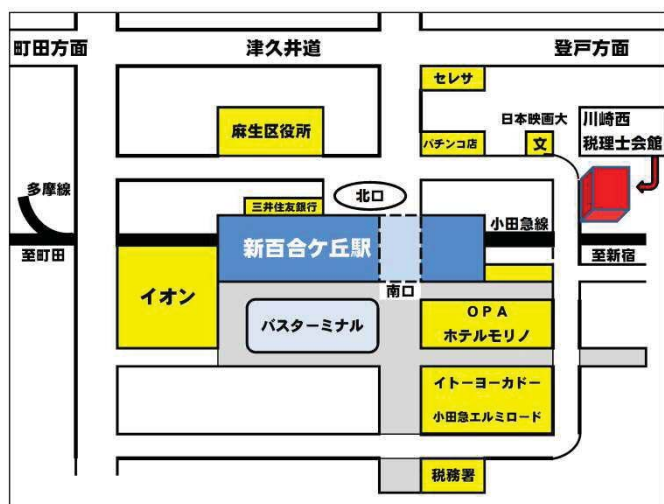 町田方面
津久井道
登戸方面
セレサ
麻生区役所
パチンコ店
日本映画大
文
川崎西
税理士会館
多摩線
三井住友銀行
北口
新百合ケ丘駅
小田急線
至町田
至新宿
イオン
南口
バスターミナル
OPA
ホテルモリノ
イトーヨーカドー
小田急エルミロード
税務署